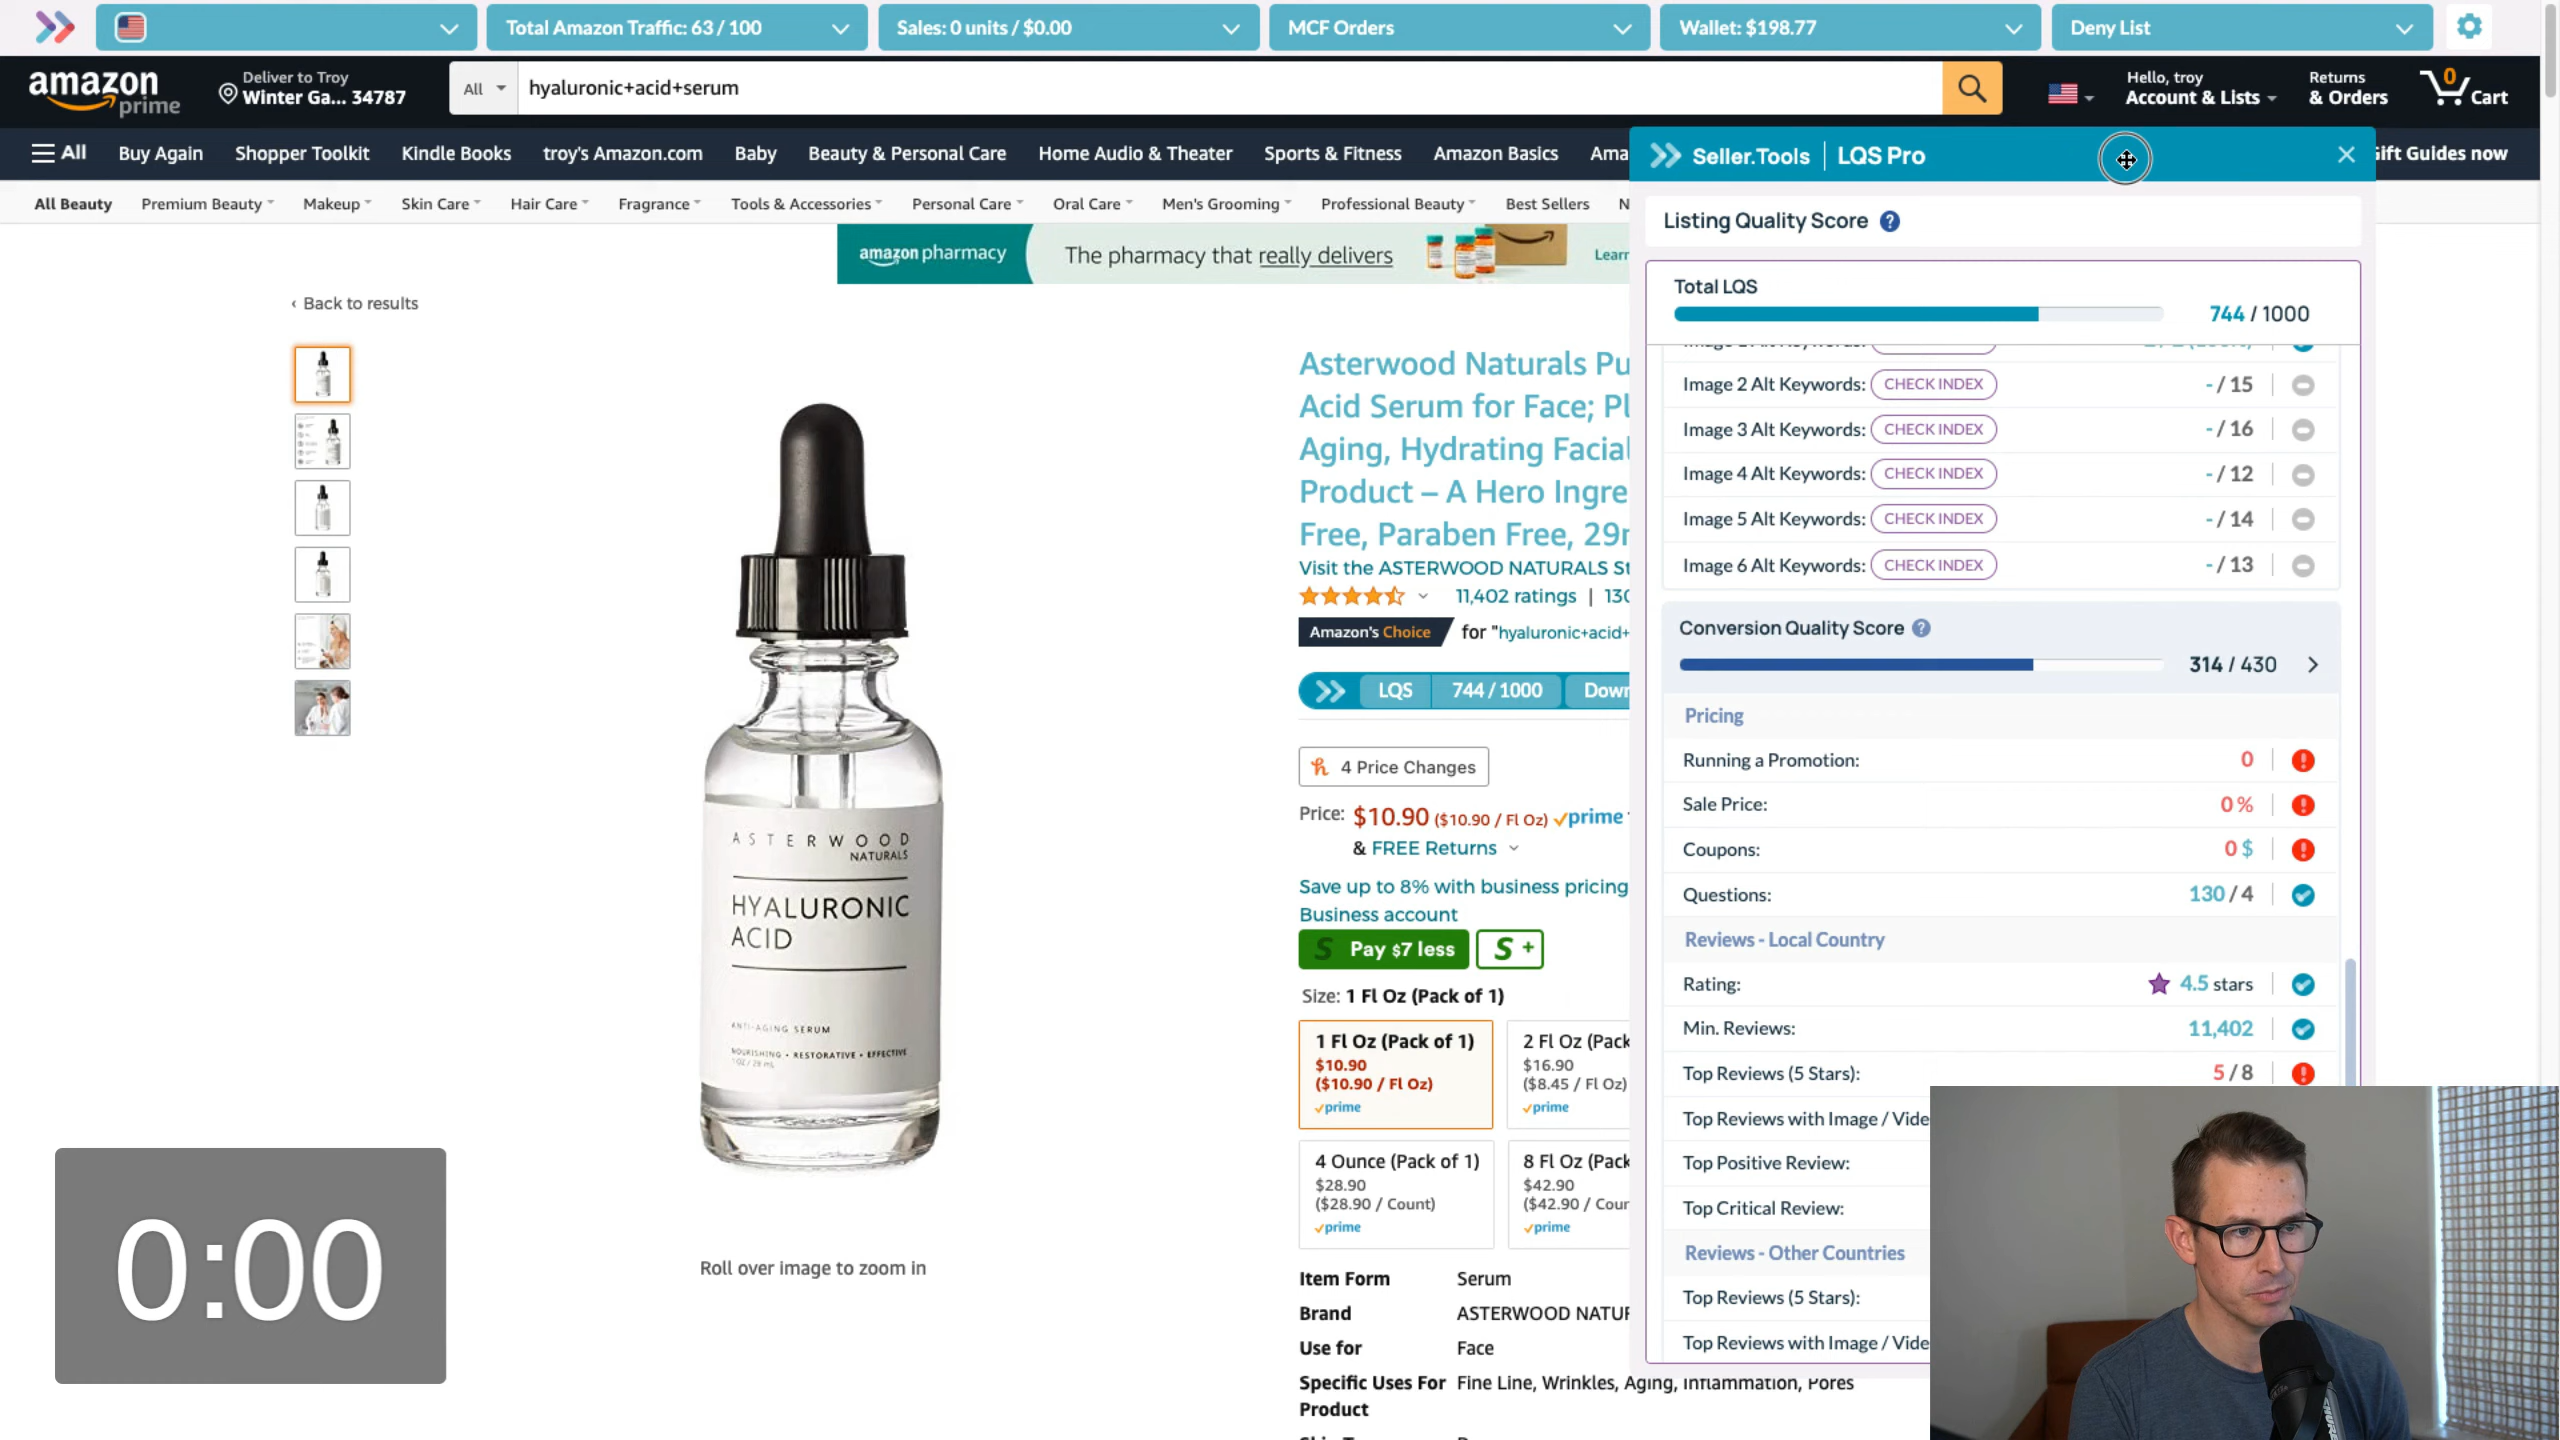 Total Amazon Traffic: 63 / 100
Sales: 0 units / $0.00
MCF Orders
Wallet: $198.77
Deny List
amazon
prime
Deliver to Troy
Winter Ga... 34787
All
hyaluronic+acid+serum
Hello, troy
Account & Lists
Returns
& Orders
0
Cart
All
Buy Again
Shopper Toolkit
Kindle Books
troy's Amazon.com
Baby
Beauty & Personal Care
Home Audio & Theater
Sports & Fitness
Amazon Basics
Ama
Gift Guides now
All Beauty
Premium Beauty
Makeup
Skin Care
Hair Care
Fragrance
Tools & Accessories
Personal Care
Oral Care
Men's Grooming
Professional Beauty
Best Sellers
N
amazon pharmacy
The pharmacy that really delivers
Learn
‹ Back to results
Asterwood Naturals Pu
Acid Serum for Face; Pl
Aging, Hydrating Facial
Product – A Hero Ingre
Free, Paraben Free, 29m
Visit the ASTERWOOD NATURALS St
11,402 ratings | 130
Amazon's Choice for "hyaluronic+acid+
LQS 744 / 1000 Down
4 Price Changes
Price: $10.90 ($10.90 / Fl Oz) prime
& FREE Returns
Save up to 8% with business pricing
Business account
S Pay $7 less S +
Size: 1 Fl Oz (Pack of 1)
1 Fl Oz (Pack of 1)
$10.90
($10.90 / Fl Oz)
prime
2 Fl Oz (Pack
$16.90
($8.45 / Fl Oz)
prime
4 Ounce (Pack of 1)
$28.90
($28.90 / Count)
prime
8 Fl Oz (Pack
$42.90
($42.90 / Coun
prime
Item Form Serum
Brand ASTERWOOD NATUR
Use for Face
Specific Uses For Fine Line, Wrinkles, Aging, Inflammation, Pores
Product
ASTERWOOD
NATURALS
HYALURONIC
ACID
ANTI-AGING SERUM
NOURISHING • RESTORATIVE • EFFECTIVE
1 OZ / 29 mL
Roll over image to zoom in
0:00
Seller.Tools | LQS Pro
Listing Quality Score
Total LQS
744 / 1000
Image 2 Alt Keywords: CHECK INDEX - / 15
Image 3 Alt Keywords: CHECK INDEX - / 16
Image 4 Alt Keywords: CHECK INDEX - / 12
Image 5 Alt Keywords: CHECK INDEX - / 14
Image 6 Alt Keywords: CHECK INDEX - / 13
Conversion Quality Score
314 / 430
Pricing
Running a Promotion: 0
Sale Price: 0 %
Coupons: 0 $
Questions: 130 / 4
Reviews - Local Country
Rating: 4.5 stars
Min. Reviews: 11,402
Top Reviews (5 Stars): 5 / 8
Top Reviews with Image / Vide
Top Positive Review:
Top Critical Review:
Reviews - Other Countries
Top Reviews (5 Stars):
Top Reviews with Image / Vide